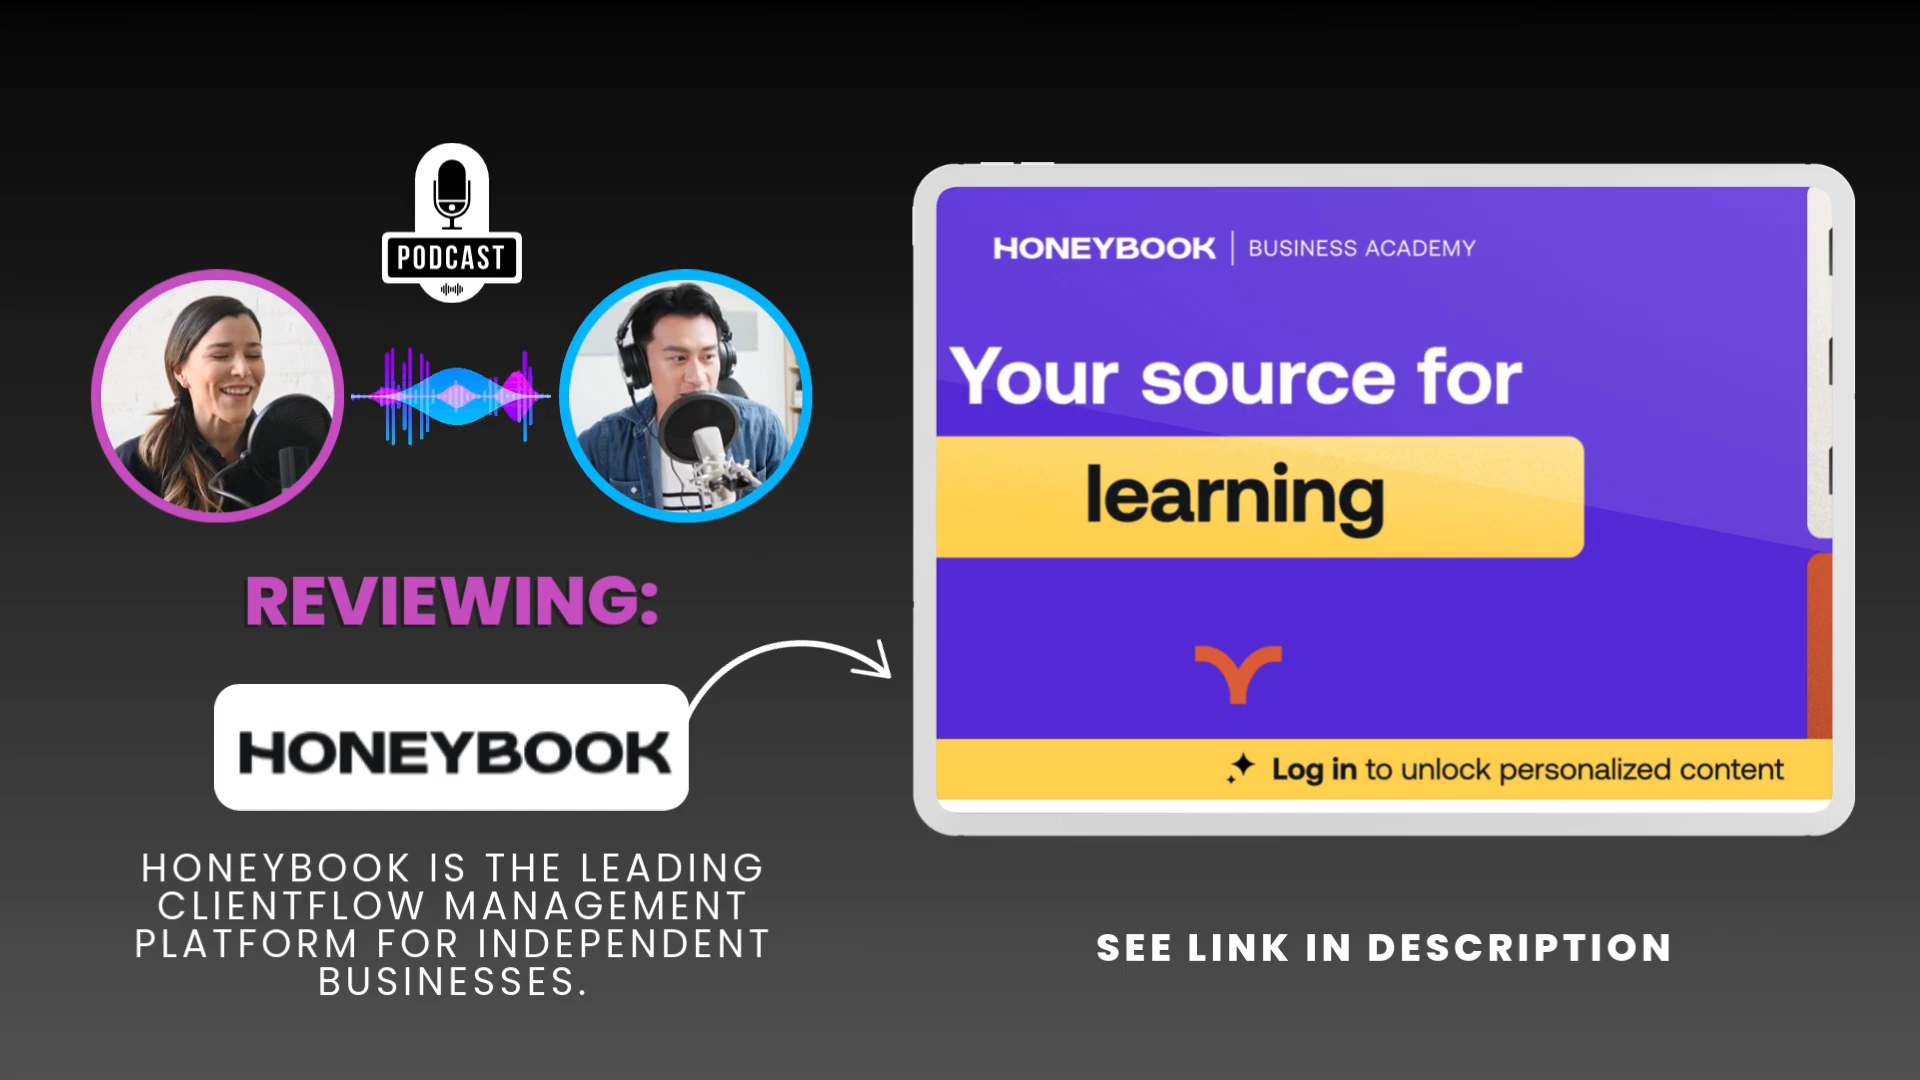 PODCAST
REVIEWING:
HONEYBOOK
HONEYBOOK IS THE LEADING
CLIENTFLOW MANAGEMENT
PLATFORM FOR INDEPENDENT
BUSINESSES.
HONEYBOOK | BUSINESS ACADEMY
Your source for
learning
Log in to unlock personalized content
SEE LINK IN DESCRIPTION